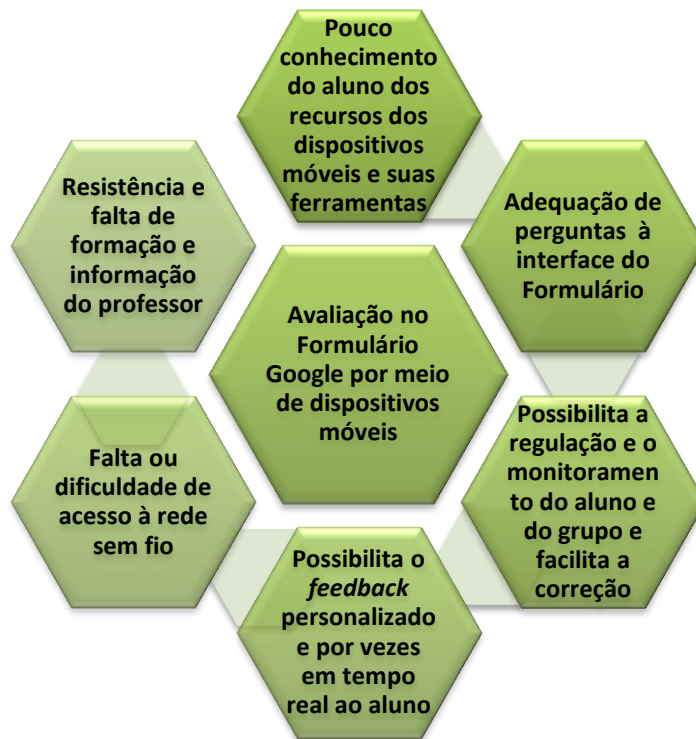 Pouco
conhecimento
do aluno dos
recursos dos
dispositivos
móveis e suas
ferramentas
Adequação de
perguntas à
interface do
Formulário
Possibilita a
regulação e o
monitoramen
to do aluno e
do grupo e
facilita a
correção
Possibilita o
feedback
personalizado
e por vezes
em tempo
real ao aluno
Falta ou
dificuldade de
acesso à rede
sem fio
Resistência e
falta de
formação e
informação
do professor
Avaliação no
Formulário
Google por meio
de dispositivos
móveis